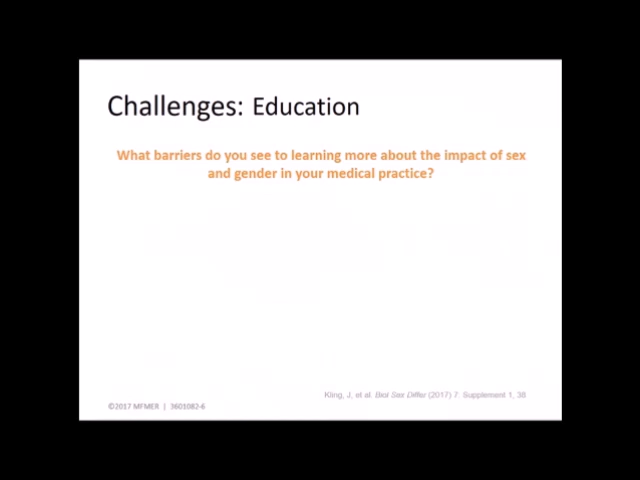 Challenges: Education
What barriers do you see to learning more about the impact of sex
and gender in your medical practice?
Kling, J, et al. Biol Sex Differ (2017) 7: Supplement 1, 38
©2017 MFMER | 3601082-6